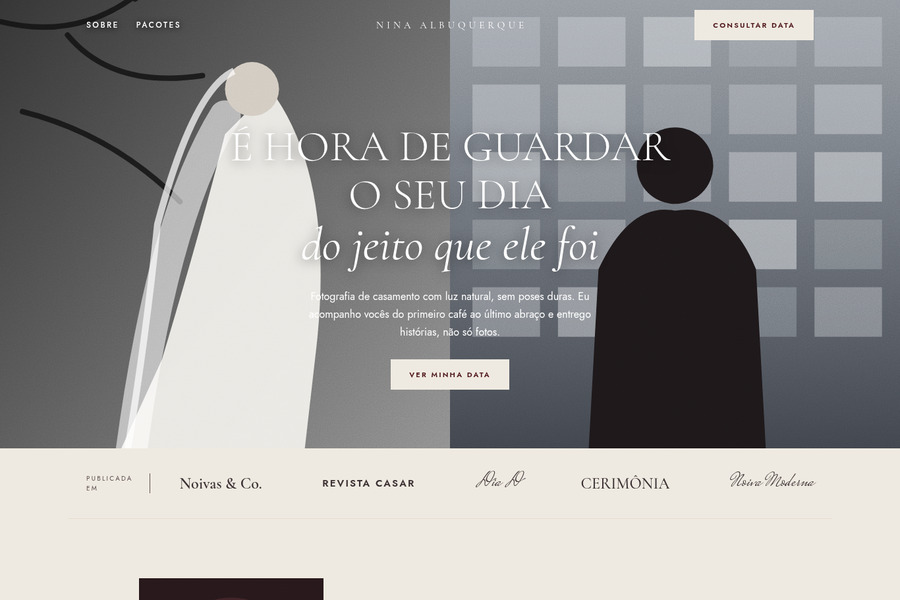 SOBRE PACOTES NINA ALBUQUERQUE CONSULTAR DATA
É HORA DE GUARDAR
O SEU DIA
do jeito que ele foi
Fotografia de casamento com luz natural, sem poses duras. Eu
acompanho vocês do primeiro café ao último abraço e entrego
histórias, não só fotos.
VER MINHA DATA
PUBLICADA
EM
Noivas & Co. REVISTA CASAR Dia D CERIMÔNIA Noiva Moderna